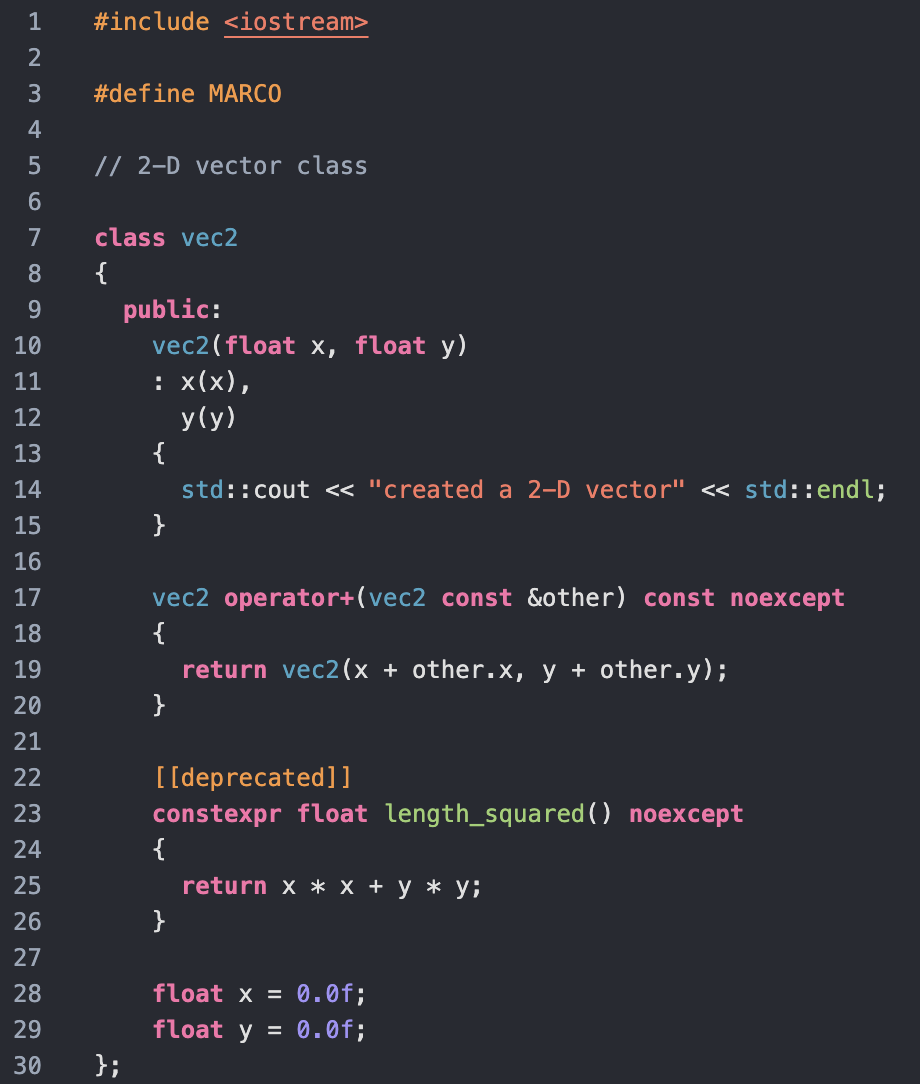 1 #include <iostream>
2
3 #define MARCO
4
5 // 2-D vector class
6
7 class vec2
8 {
9   public:
10     vec2(float x, float y)
11     : x(x),
12       y(y)
13     {
14       std::cout << "created a 2-D vector" << std::endl;
15     }
16
17     vec2 operator+(vec2 const &other) const noexcept
18     {
19       return vec2(x + other.x, y + other.y);
20     }
21
22     [[deprecated]]
23     constexpr float length_squared() noexcept
24     {
25       return x * x + y * y;
26     }
27
28     float x = 0.0f;
29     float y = 0.0f;
30 };